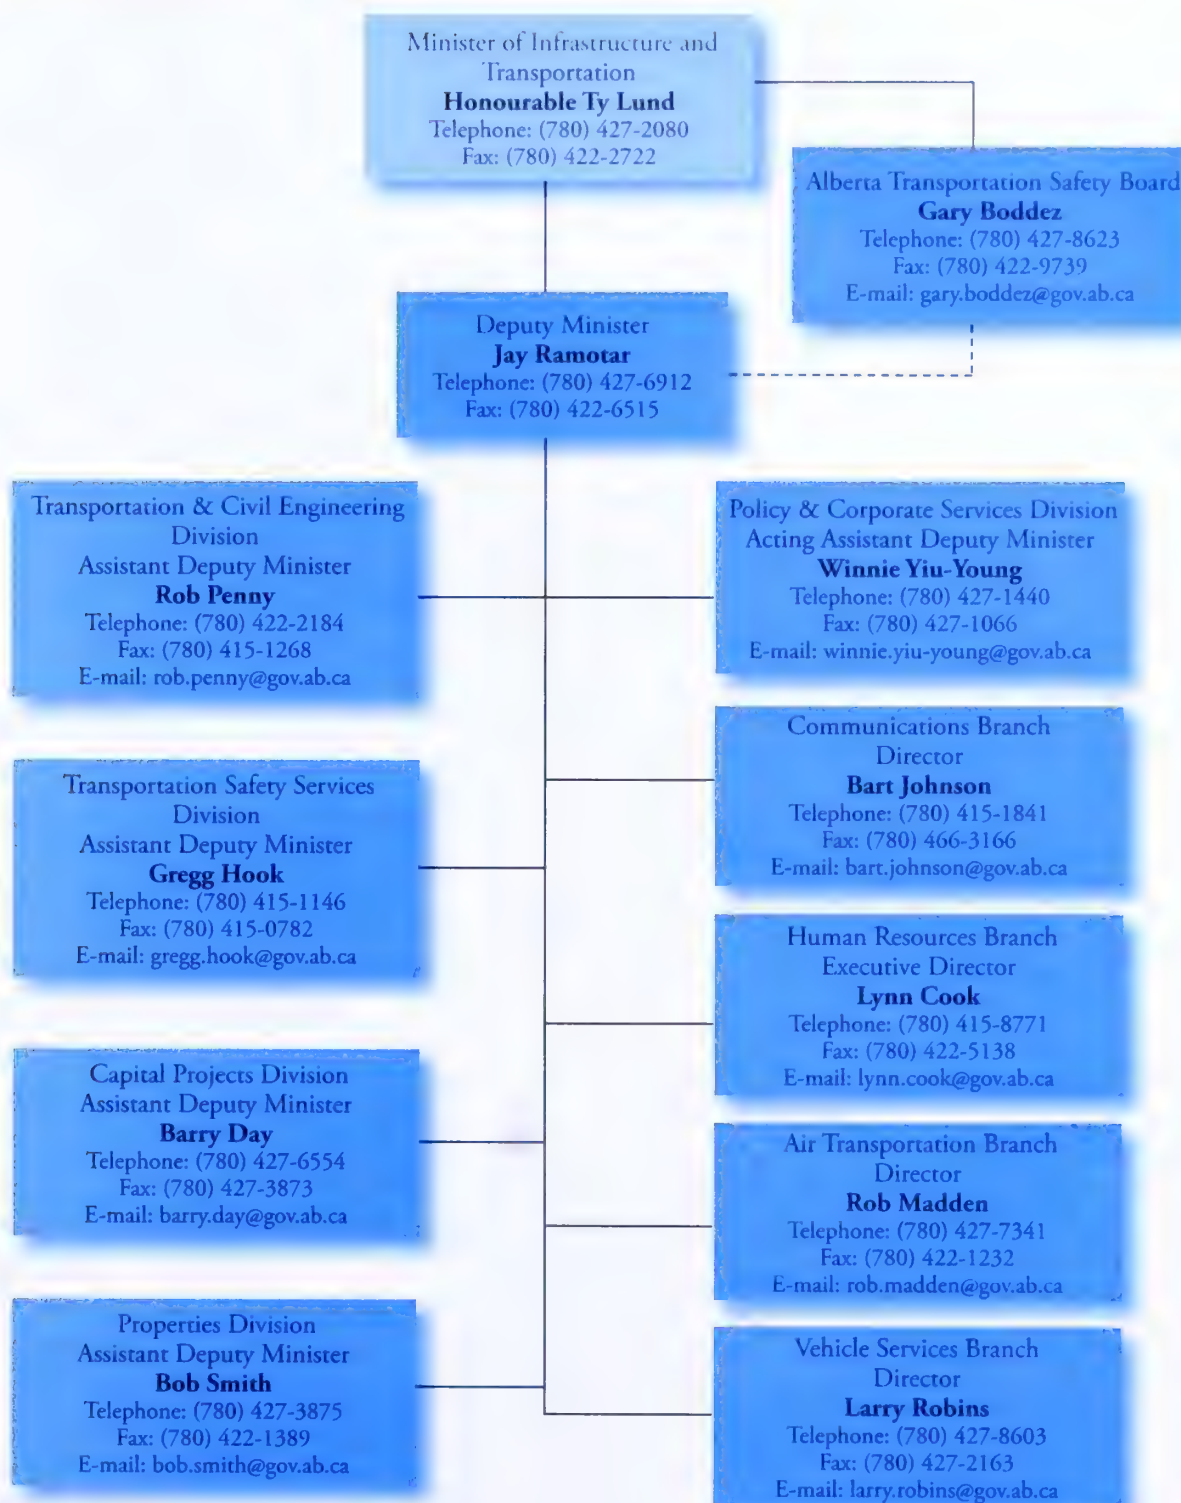 Minister of Infrastructure and
Transportation
Honourable Ty Lund
Telephone: (780) 427-2080
Fax: (780) 422-2722
Alberta Transportation Safety Board
Gary Boddez
Telephone: (780) 427-8623
Fax: (780) 422-9739
E-mail: gary.boddez@gov.ab.ca
Deputy Minister
Jay Ramotar
Telephone: (780) 427-6912
Fax: (780) 422-6515
Transportation & Civil Engineering
Division
Assistant Deputy Minister
Rob Penny
Telephone: (780) 422-2184
Fax: (780) 415-1268
E-mail: rob.penny@gov.ab.ca
Transportation Safety Services
Division
Assistant Deputy Minister
Gregg Hook
Telephone: (780) 415-1146
Fax: (780) 415-0782
E-mail: gregg.hook@gov.ab.ca
Capital Projects Division
Assistant Deputy Minister
Barry Day
Telephone: (780) 427-6554
Fax: (780) 427-3873
E-mail: barry.day@gov.ab.ca
Properties Division
Assistant Deputy Minister
Bob Smith
Telephone: (780) 427-3875
Fax: (780) 422-1389
E-mail: bob.smith@gov.ab.ca
Policy & Corporate Services Division
Acting Assistant Deputy Minister
Winnie Yiu-Young
Telephone: (780) 427-1440
Fax: (780) 427-1066
E-mail: winnie.yiu-young@gov.ab.ca
Communications Branch
Director
Bart Johnson
Telephone: (780) 415-1841
Fax: (780) 466-3166
E-mail: bart.johnson@gov.ab.ca
Human Resources Branch
Executive Director
Lynn Cook
Telephone: (780) 415-8771
Fax: (780) 422-5138
E-mail: lynn.cook@gov.ab.ca
Air Transportation Branch
Director
Rob Madden
Telephone: (780) 427-7341
Fax: (780) 422-1232
E-mail: rob.madden@gov.ab.ca
Vehicle Services Branch
Director
Larry Robins
Telephone: (780) 427-8603
Fax: (780) 427-2163
E-mail: larry.robins@gov.ab.ca